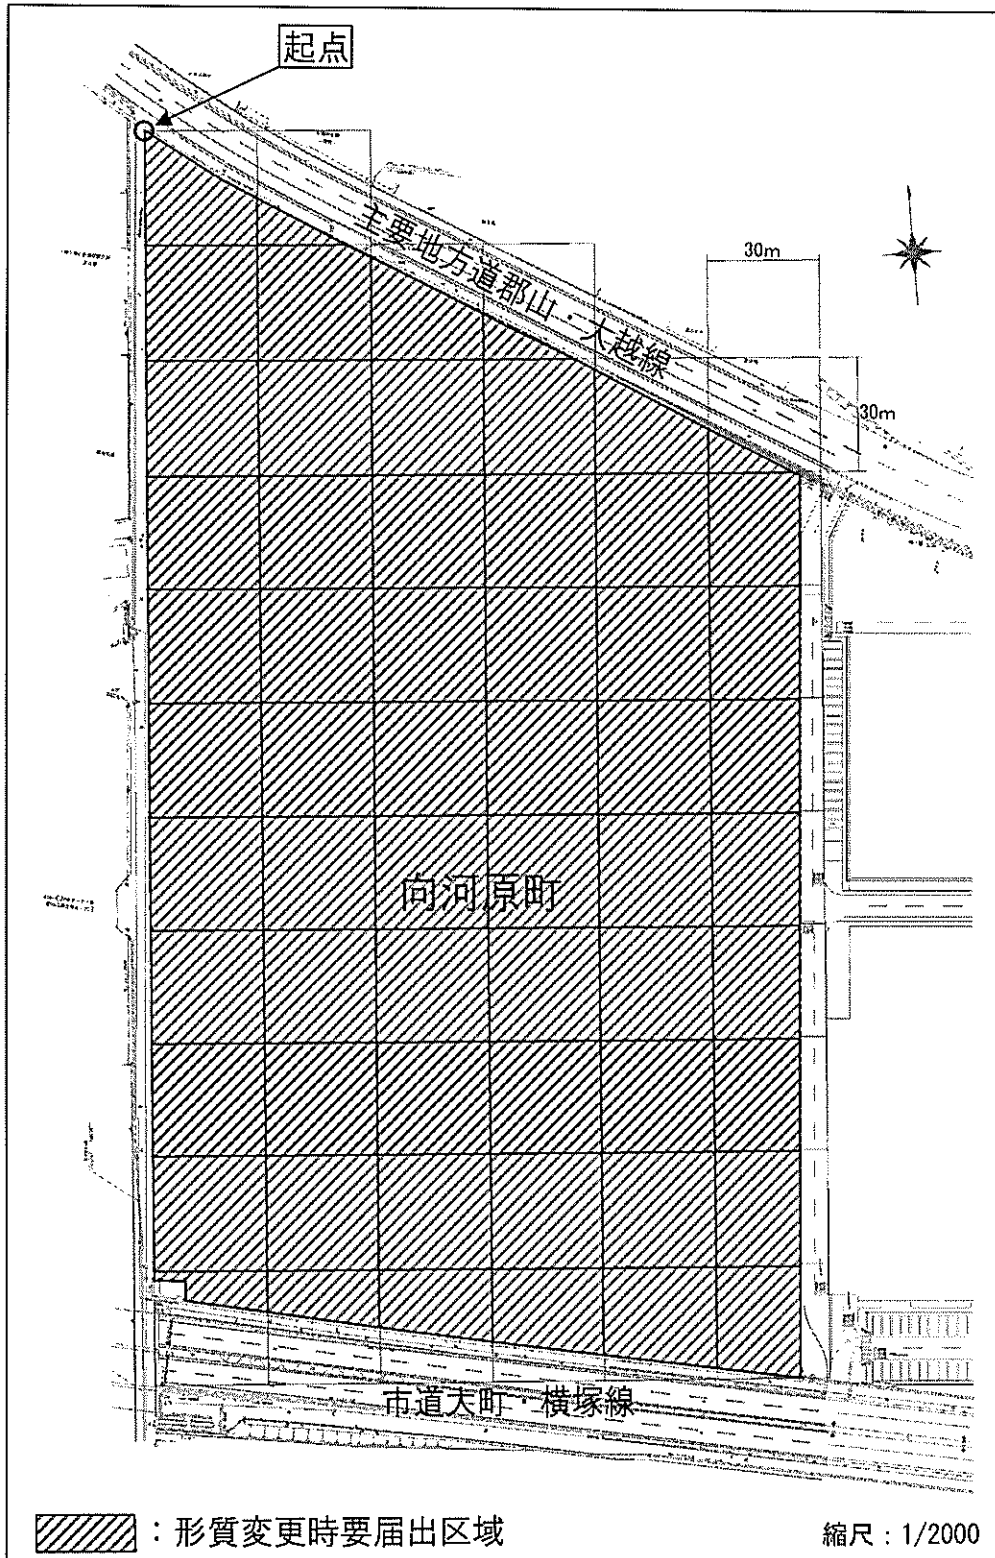 起点
主要地方道郡山・大越線
30m
30m
向河原町
市道大町・横塚線
：形質変更時要届出区域
縮尺：1/2000